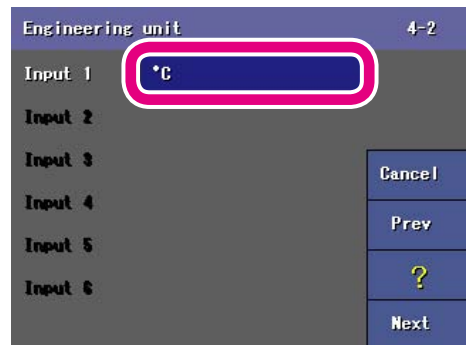 Engineering unit 4-2
Input 1 °C
Input 2
Input 3
Cancel
Input 4
Prev
Input 5
?
Input 6
Next